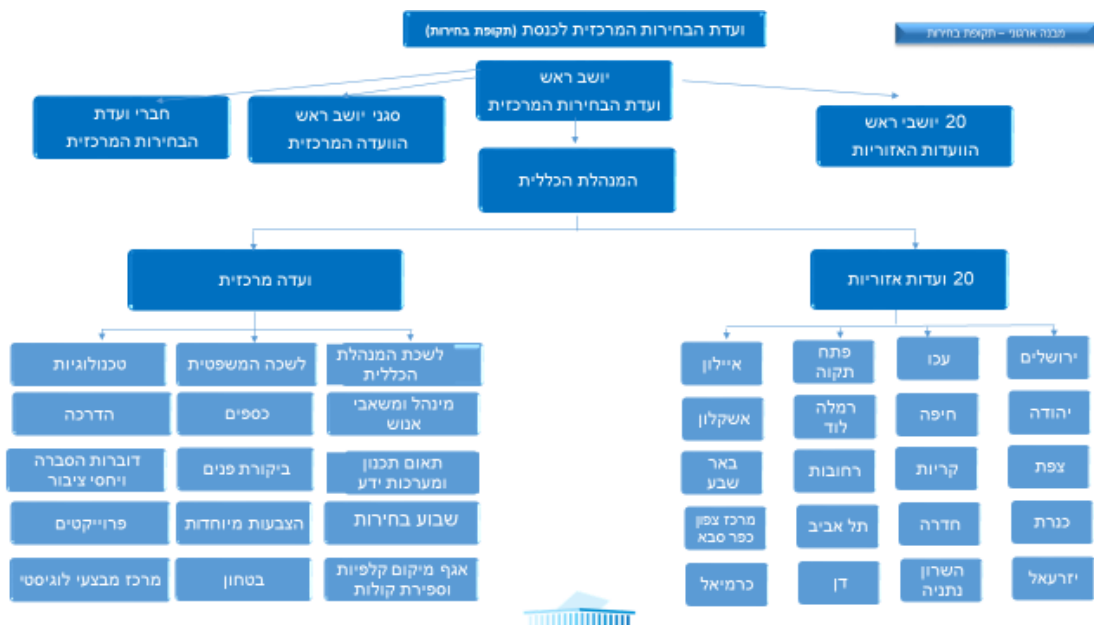 מבנה ארגוני – תקופת בחירות
ועדת הבחירות המרכזית לכנסת (תקופת בחירות)
יושב ראש
ועדת הבחירות המרכזית
20 יושבי ראש
הוועדות האזוריות
סגני יושב ראש
הוועדה המרכזית
חברי ועדת
הבחירות המרכזית
המנהלת הכללית
20 ועדות אזוריות
ועדה מרכזית
ירושלים
עכו
פתח
תקוה
איילון
יהודה
חיפה
רמלה
לוד
אשקלון
צפת
קריות
רחובות
באר
שבע
כנרת
חדרה
תל אביב
מרכז צפון
כפר סבא
יזרעאל
השרון
נתניה
דן
כרמיאל
לשכת המנהלת
הכללית
לשכה המשפטית
טכנולוגיות
מינהל ומשאבי
אנוש
כספים
הדרכה
תאום תכנון
ומערכות ידע
ביקורת פנים
דוברות הסברה
ויחסי ציבור
שבוע בחירות
הצבעות מיוחדות
פרוייקטים
אגף מיקום קלפיות
וספירת קולות
בטחון
מרכז מבצעי לוגיסטי